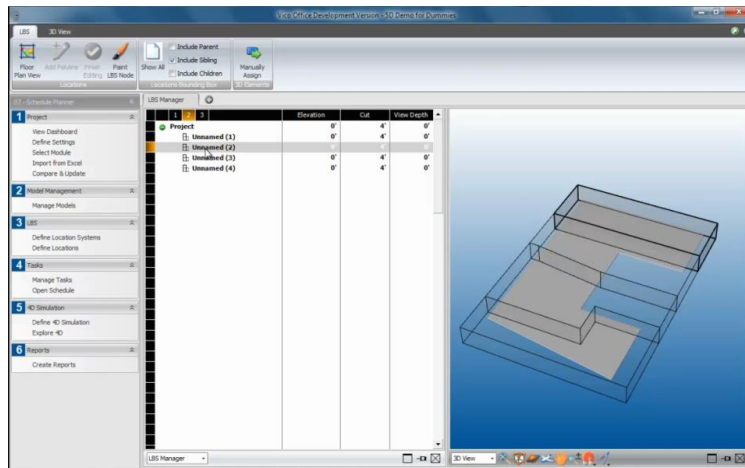 Vico Office Development Version - 5D Demo for Dummies
LBS
3D View
Floor Plan View
Add Persona
Finish Editing
Paint LBS Node
Show All
Include Parent
Include Sibling
Include Children
Manually Assign
Locations
Locations Bounding Box
3D Elements
07 - Schedule Planner
1 Project
View Dashboard
Define Settings
Select Module
Import from Excel
Compare & Update
2 Model Management
Manage Models
3 LBS
Define Location Systems
Define Locations
4 Tasks
Manage Tasks
Open Schedule
5 4D Simulation
Define 4D Simulation
Explore 4D
6 Reports
Create Reports
LBS Manager
1 2 3 Elevation Cut View Depth
Project 0' 4' 0'
Unnamed (1) 0' 4' 0'
Unnamed (2) 0' 4' 0'
Unnamed (3) 0' 4' 0'
Unnamed (4) 0' 4' 0'
LBS Manager
3D View